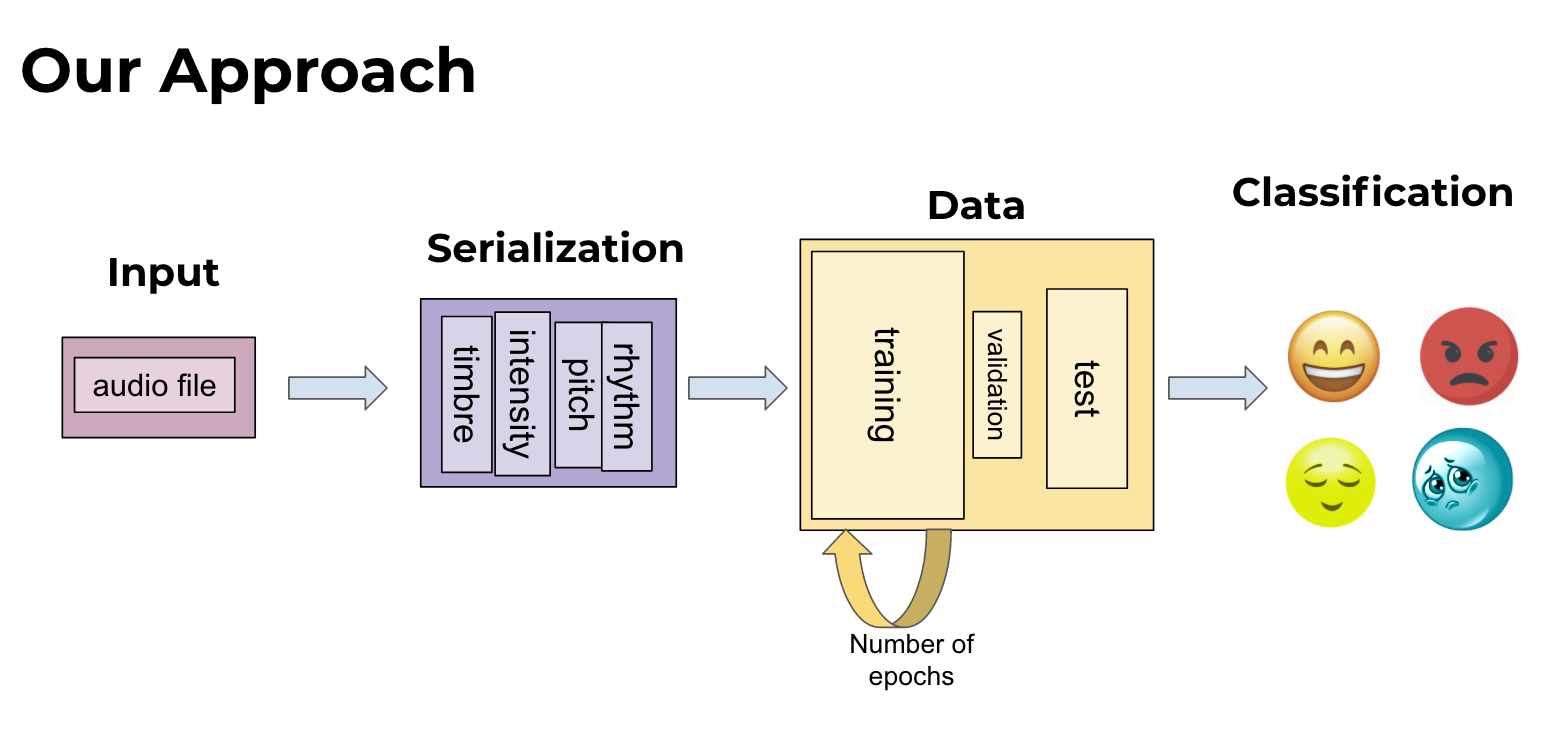 Our Approach
Input
audio file
Serialization
timbre
intensity
pitch
rhythm
Data
training
validation
test
Number of
epochs
Classification